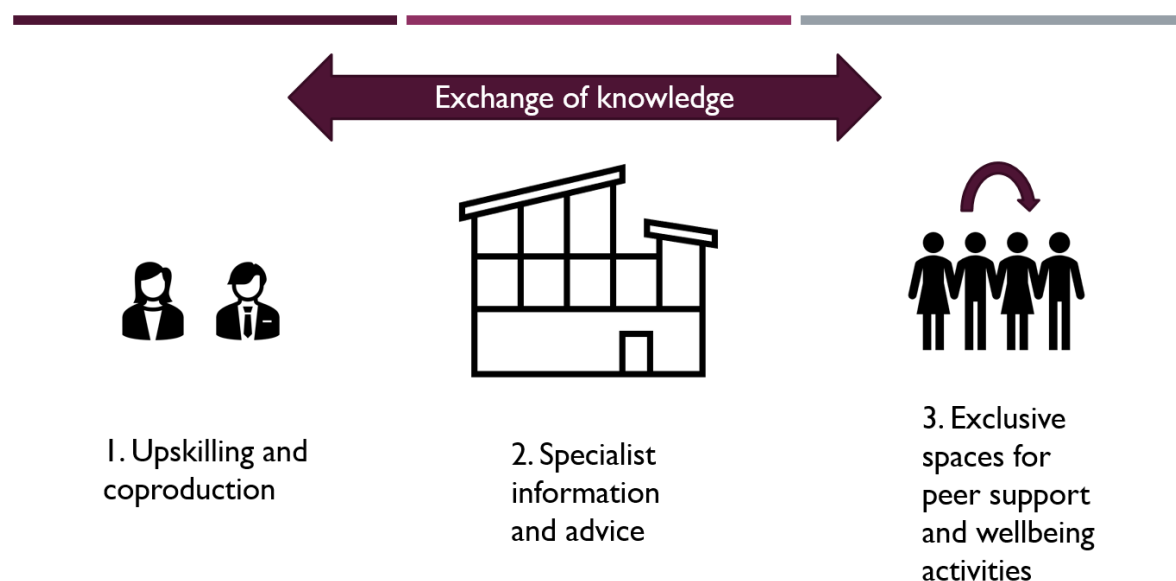 Exchange of knowledge
1. Upskilling and
coproduction
2. Specialist
information
and advice
3. Exclusive
spaces for
peer support
and wellbeing
activities